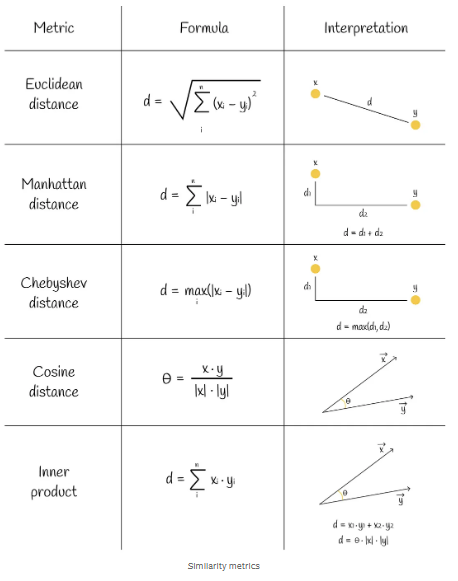 Metric Formula Interpretation
Euclidean
distance
d = √ n ∑ i (xᵢ - yᵢ)²
x
d
y
Manhattan
distance
d = n ∑ i |xᵢ - yᵢ|
x
d₁
y
d₂
d = d₁ + d₂
Chebyshev
distance
d = max(|xᵢ - yᵢ|)
i
x
d₁
y
d₂
d = max(d₁, d₂)
Cosine
distance
θ = x · y / |x| · |y|
x⃗
θ
y⃗
Inner
product
d = n ∑ i xᵢ · yᵢ
x⃗
θ
y⃗
d = x₁·y₁ + x₂·y₂
d = θ · |x| · |y|
Similarity metrics